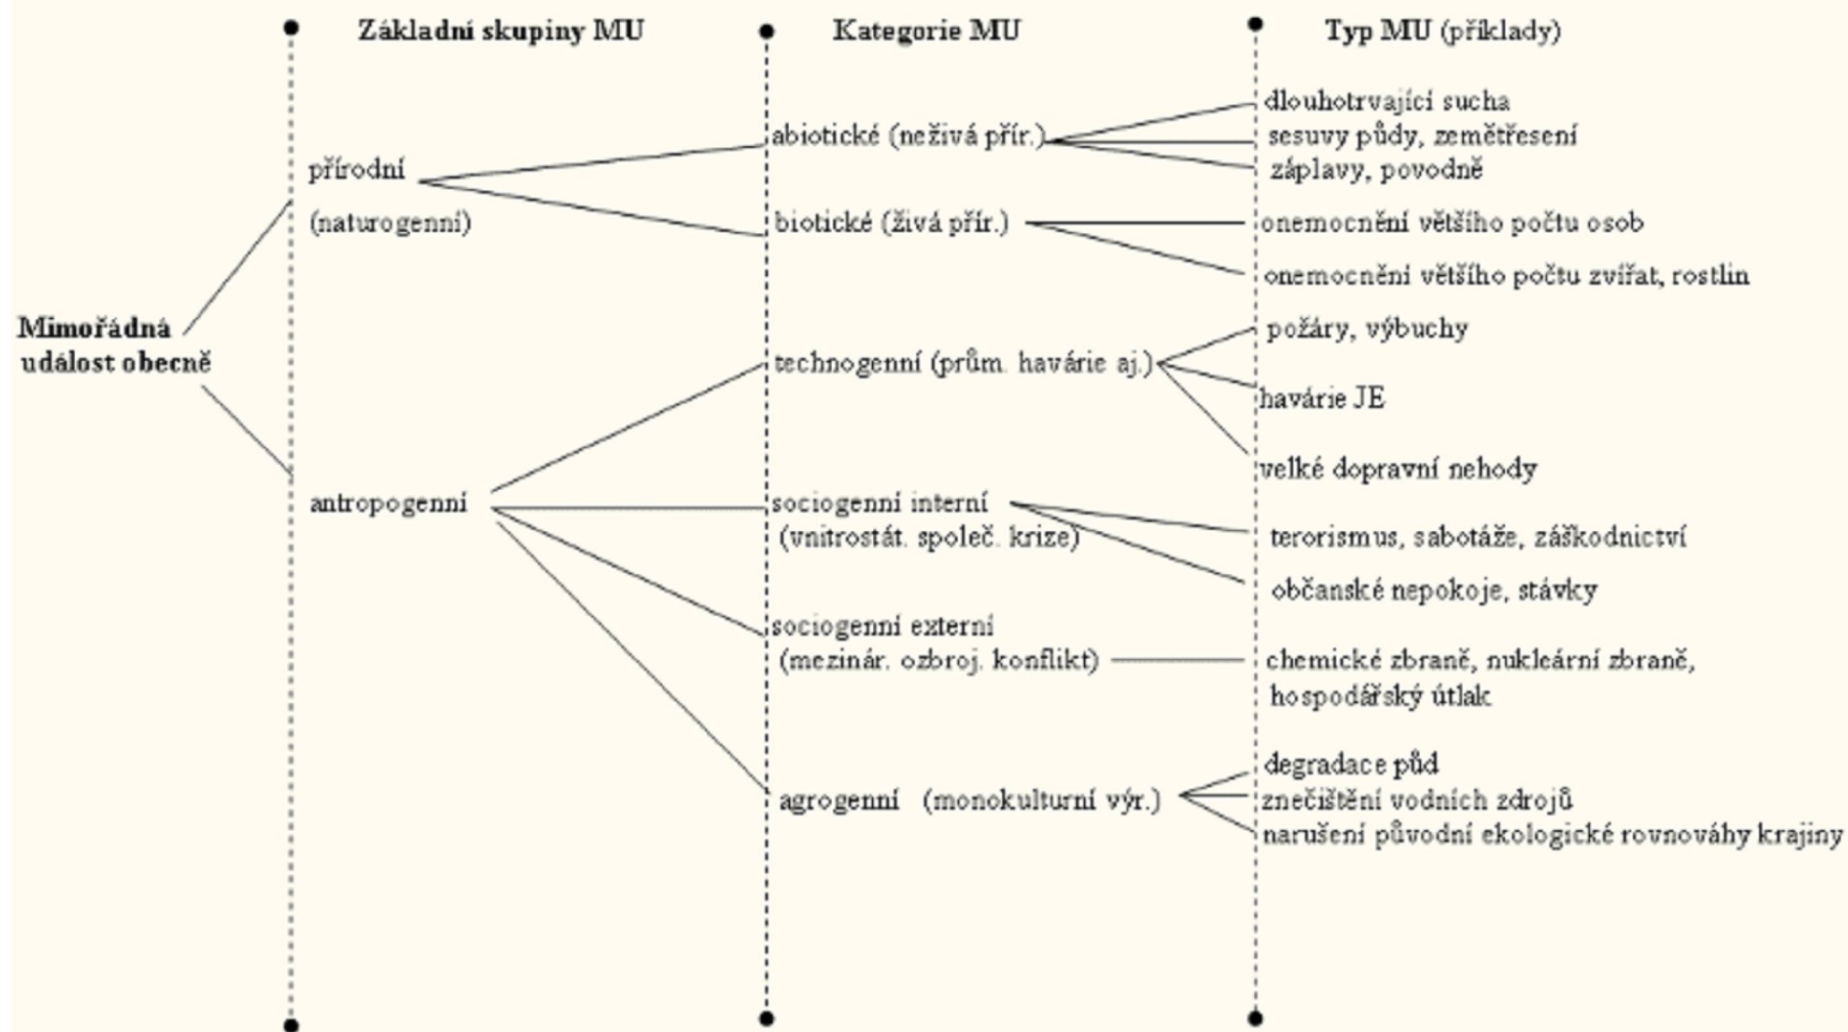 Základní skupiny MU
Kategorie MU
Typ MU (příklady)
Mimořádná
událost obecně
přírodní
(naturogenní)
antropogenní
abiotické (neživá přír.)
biotické (živá přír.)
technogenní (prům. havárie aj.)
sociogenní interní
(vnitrostát. společ. krize)
sociogenní externí
(mezinár. ozbroj. konflikt)
agrogenní (monokulturní výr.)
dlouhotrvající sucha
sesuvy půdy, zemětřesení
záplavy, povodně
onemocnění většího počtu osob
onemocnění většího počtu zvířat, rostlin
požáry, výbuchy
havárie JE
velké dopravní nehody
terorismus, sabotáže, záškodnictví
občanské nepokoje, stávky
chemické zbraně, nukleární zbraně,
hospodářský útlak
degradace půd
znečištění vodních zdrojů
narušení původní ekologické rovnováhy krajiny